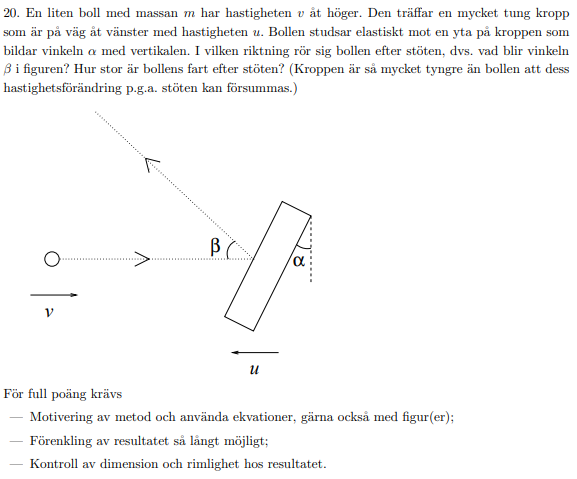 20. En liten boll med massan m har hastigheten v åt höger. Den träffar en mycket tung kropp
som är på väg åt vänster med hastigheten u. Bollen studsar elastiskt mot en yta på kroppen som
bildar vinkeln α med vertikalen. I vilken riktning rör sig bollen efter stöten, dvs. vad blir vinkeln
β i figuren? Hur stor är bollens fart efter stöten? (Kroppen är så mycket tyngre än bollen att dess
hastighetsförändring p.g.a. stöten kan försummas.)
β
α
v
u
För full poäng krävs
— Motivering av metod och använda ekvationer, gärna också med figur(er);
— Förenkling av resultatet så långt möjligt;
— Kontroll av dimension och rimlighet hos resultatet.